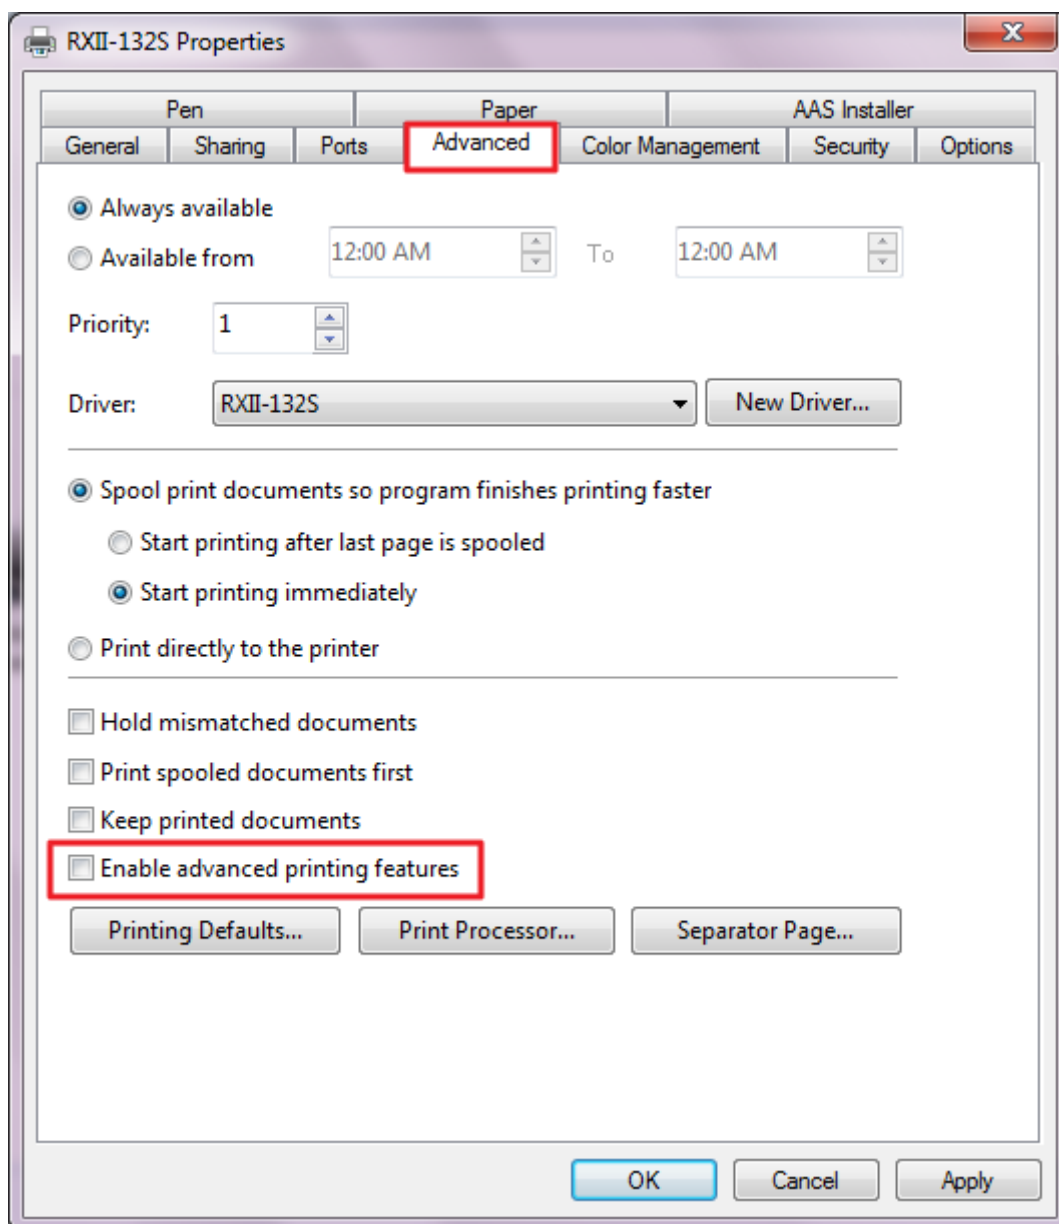 RXII-132S Properties
Pen Paper AAS Installer
General Sharing Ports Advanced Color Management Security Options
Always available
Available from 12:00 AM To 12:00 AM
Priority: 1
Driver: RXII-132S New Driver...
Spool print documents so program finishes printing faster
Start printing after last page is spooled
Start printing immediately
Print directly to the printer
Hold mismatched documents
Print spooled documents first
Keep printed documents
Enable advanced printing features
Printing Defaults... Print Processor... Separator Page...
OK Cancel Apply